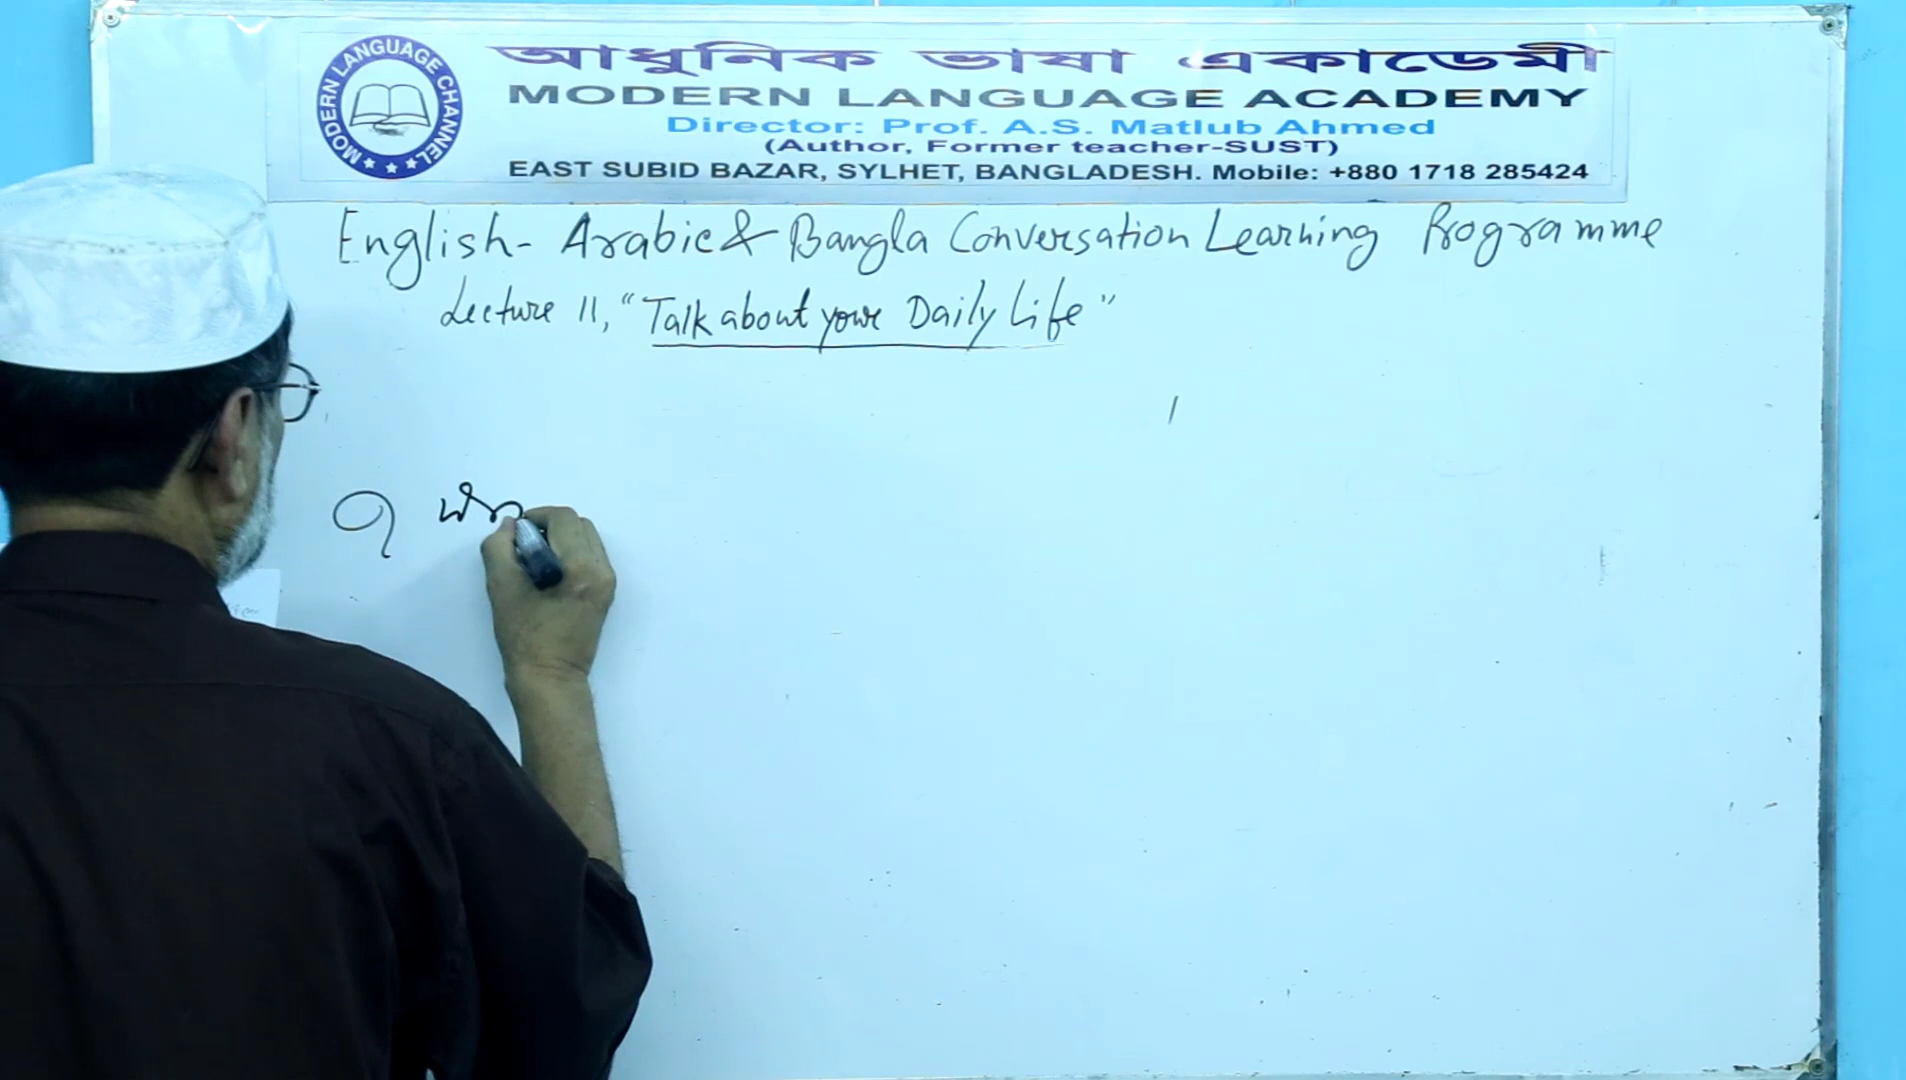 MODERN LANGUAGE CHANNEL
আধুনিক ভাষা একাডেমী
MODERN LANGUAGE ACADEMY
Director: Prof. A.S. Matlub Ahmed
(Author, Former teacher-SUST)
EAST SUBID BAZAR, SYLHET, BANGLADESH. Mobile: +880 1718 285424
English- Arabic & Bangla Conversation Learning Programme
Lecture 11, "Talk about your Daily Life"